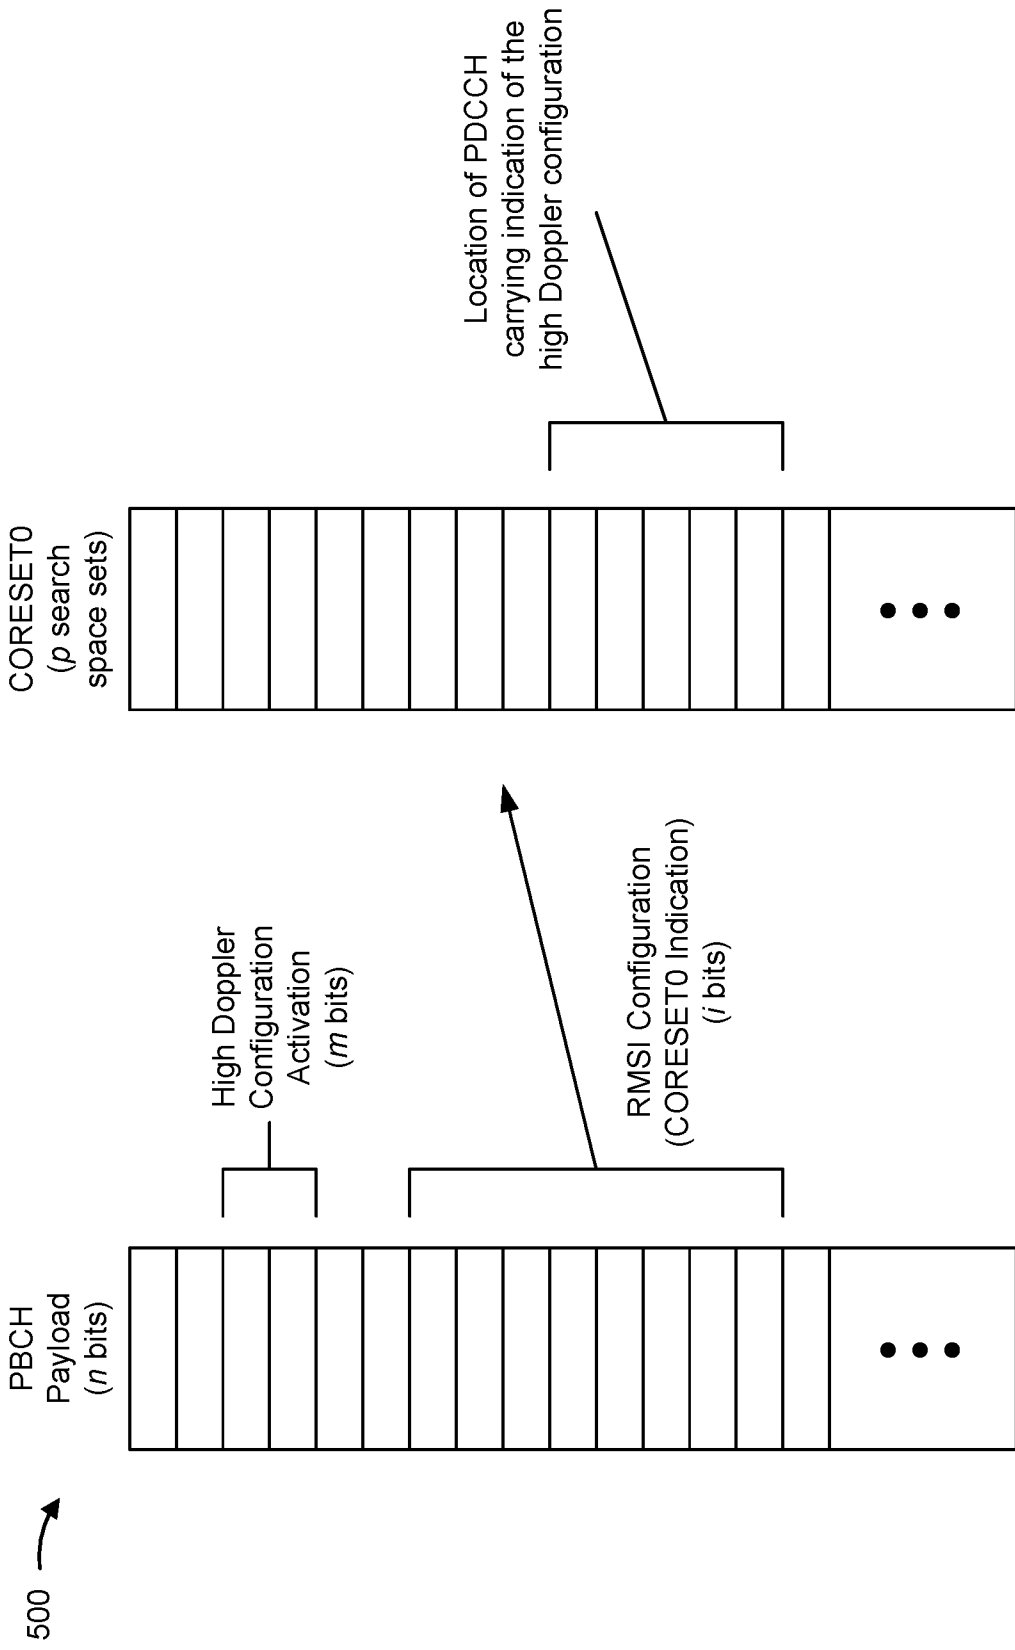 500
PBCH
Payload
(n bits)
High Doppler
Configuration
Activation
(m bits)
RMSI Configuration
(CORESET0 Indication)
(i bits)
CORESET0
(p search
space sets)
Location of PDCCH
carrying indication of the
high Doppler configuration